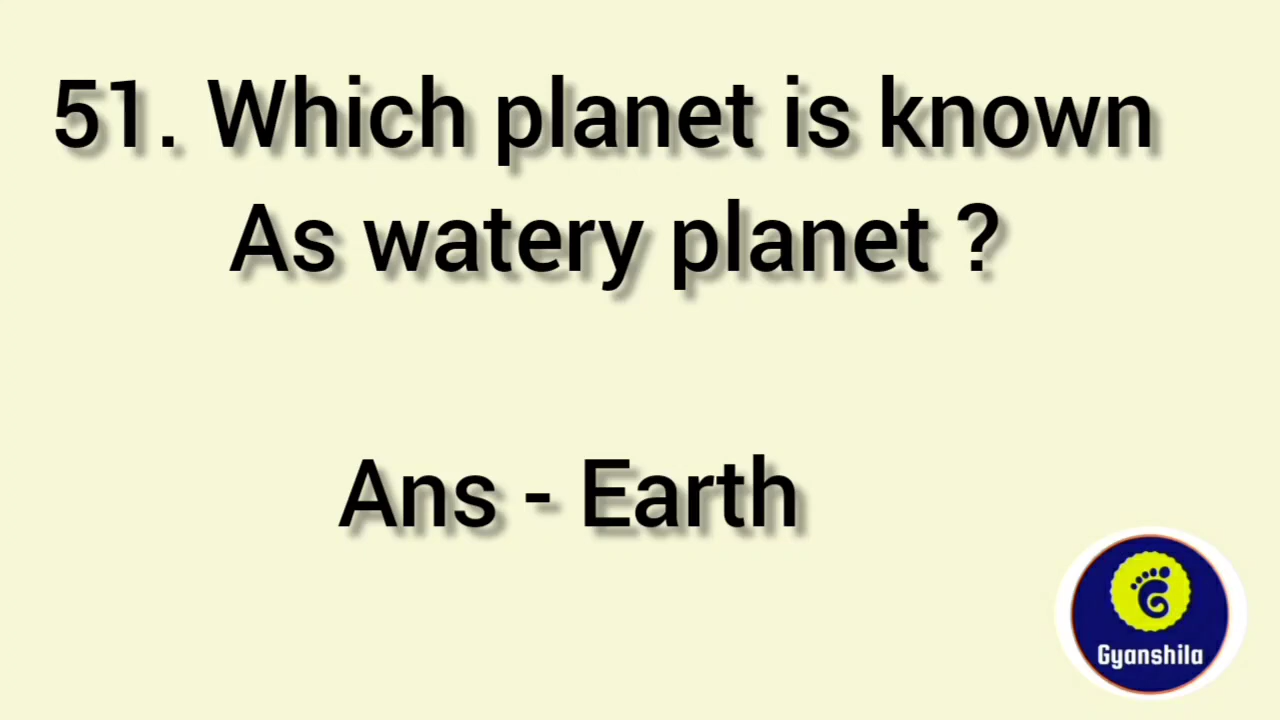 51. Which planet is known
As watery planet ?
Ans - Earth
Gyanshila